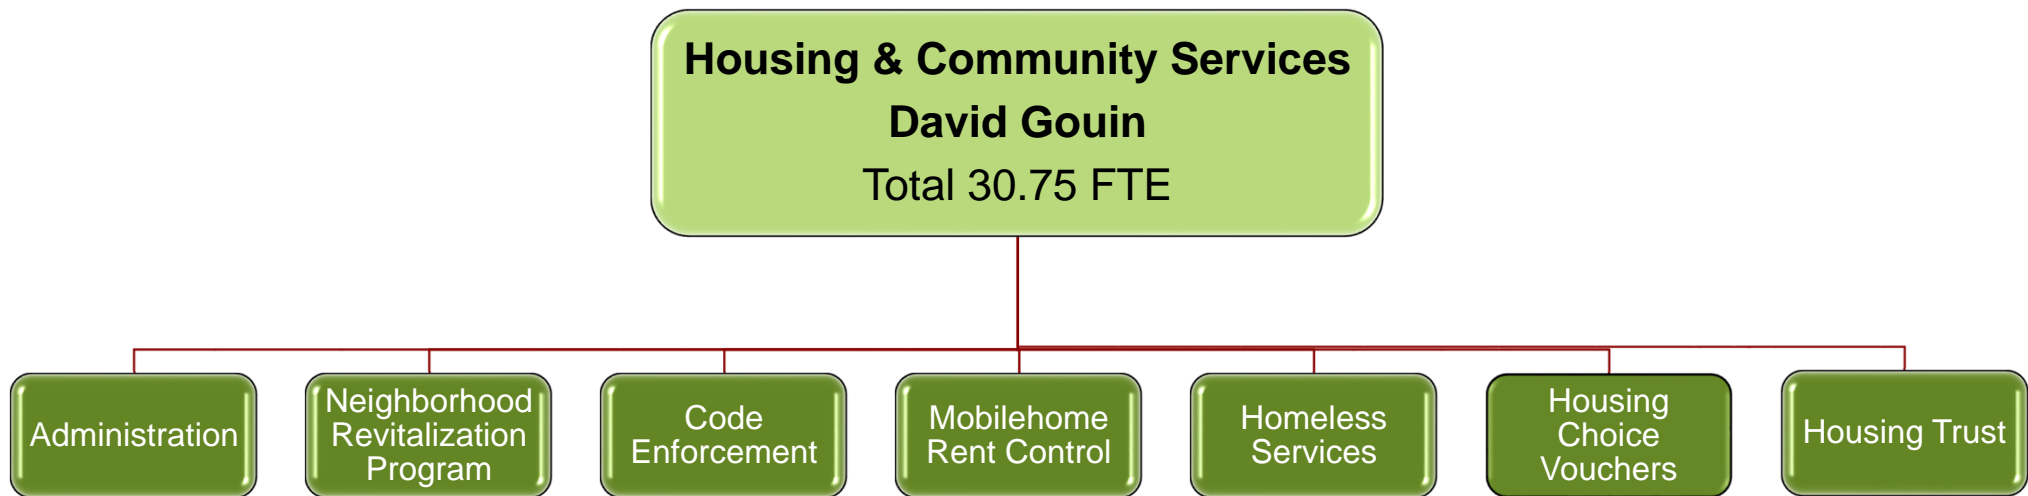 Housing & Community Services
David Gouin
Total 30.75 FTE
Administration
Neighborhood
Revitalization
Program
Code
Enforcement
Mobilehome
Rent Control
Homeless
Services
Housing
Choice
Vouchers
Housing Trust